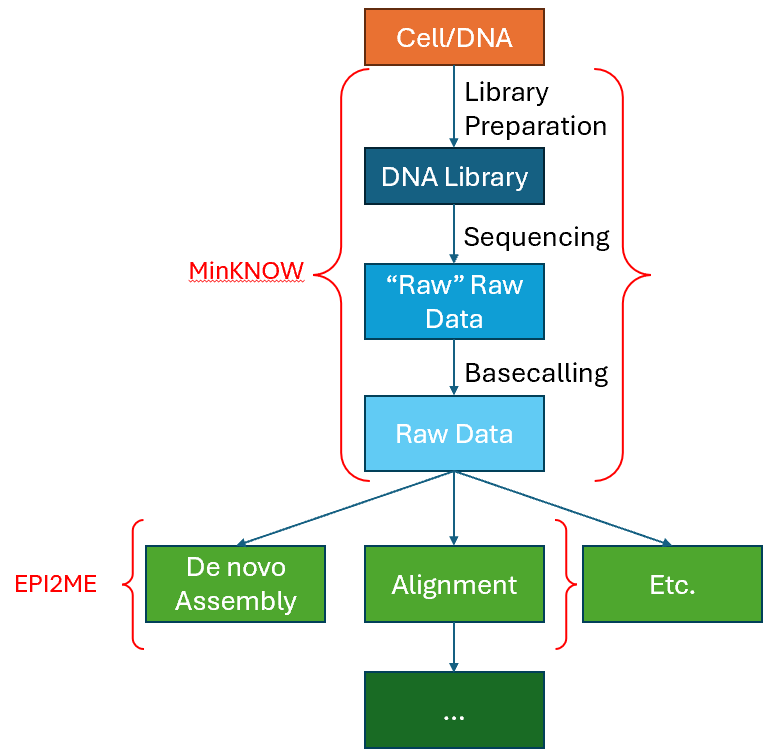 Cell/DNA
Library
Preparation
DNA Library
Sequencing
MinKNOW
“Raw” Raw
Data
Basecalling
Raw Data
EPI2ME
De novo
Assembly
Alignment
Etc.
...